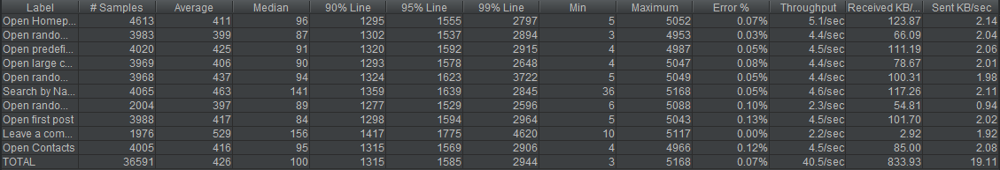 Label # Samples Average Median 90% Line 95% Line 99% Line Min Maximum Error % Throughput Received KB/... Sent KB/sec
Open Homep... 4613 411 96 1295 1555 2797 5 5052 0.07% 5.1/sec 123.87 2.14
Open rando... 3983 399 87 1302 1537 2894 3 4953 0.03% 4.4/sec 66.09 2.04
Open predefi... 4020 425 91 1320 1592 2915 4 4987 0.05% 4.5/sec 111.19 2.06
Open large c... 3969 406 90 1293 1578 2648 4 5047 0.08% 4.4/sec 78.67 2.01
Open rando... 3968 437 94 1324 1623 3722 5 5049 0.05% 4.4/sec 100.31 1.98
Search by Na... 4065 463 141 1359 1639 2845 36 5168 0.05% 4.6/sec 117.26 2.11
Open rando... 2004 397 89 1277 1529 2596 6 5088 0.10% 2.3/sec 54.81 0.94
Open first post 3988 417 84 1298 1594 2964 5 5043 0.13% 4.5/sec 101.70 2.02
Leave a com... 1976 529 156 1417 1775 4620 10 5117 0.00% 2.2/sec 2.92 1.92
Open Contacts 4005 416 95 1315 1569 2906 4 4966 0.12% 4.5/sec 85.00 2.08
TOTAL 36591 426 100 1315 1585 2944 3 5168 0.07% 40.5/sec 833.93 19.11